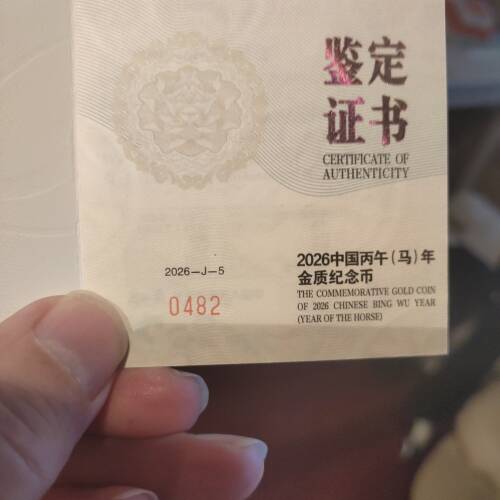 鉴定
证书
CERTIFICATE OF
AUTHENTICITY
2026中国丙午(马)年
金质纪念币
THE COMMEMORATIVE GOLD COIN
OF 2026 CHINESE BING WU YEAR
(YEAR OF THE HORSE)
2026-J-5
0482